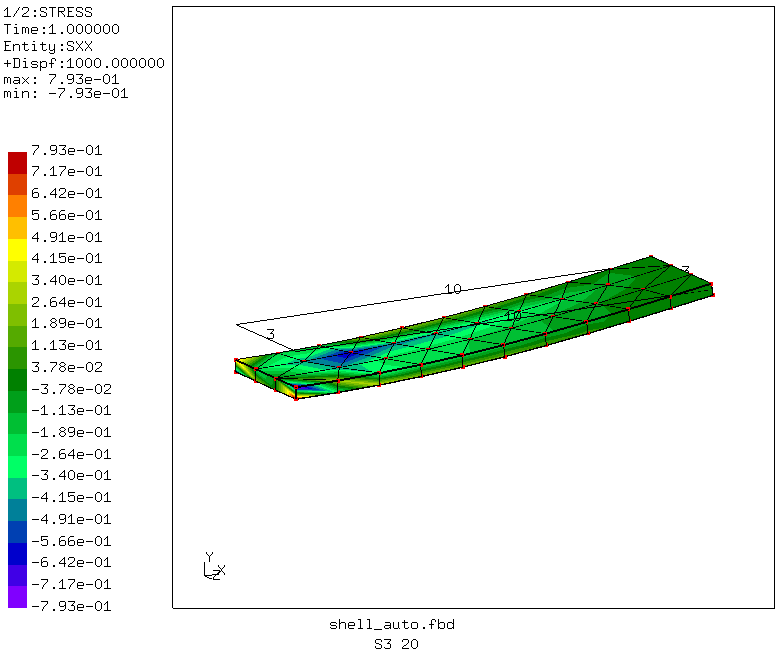 1/2:STRESS
Time:1.000000
Entity:SXX
+Dispf:1000.000000
max: 7.93e-01
min: -7.93e-01
7.93e-01
7.17e-01
6.42e-01
5.66e-01
4.91e-01
4.15e-01
3.40e-01
2.64e-01
1.89e-01
1.13e-01
3.78e-02
-3.78e-02
-1.13e-01
-1.89e-01
-2.64e-01
-3.40e-01
-4.15e-01
-4.91e-01
-5.66e-01
-6.42e-01
-7.17e-01
-7.93e-01
3
10
10
3
Y
X
Z
shell_auto.fbd
S3 20